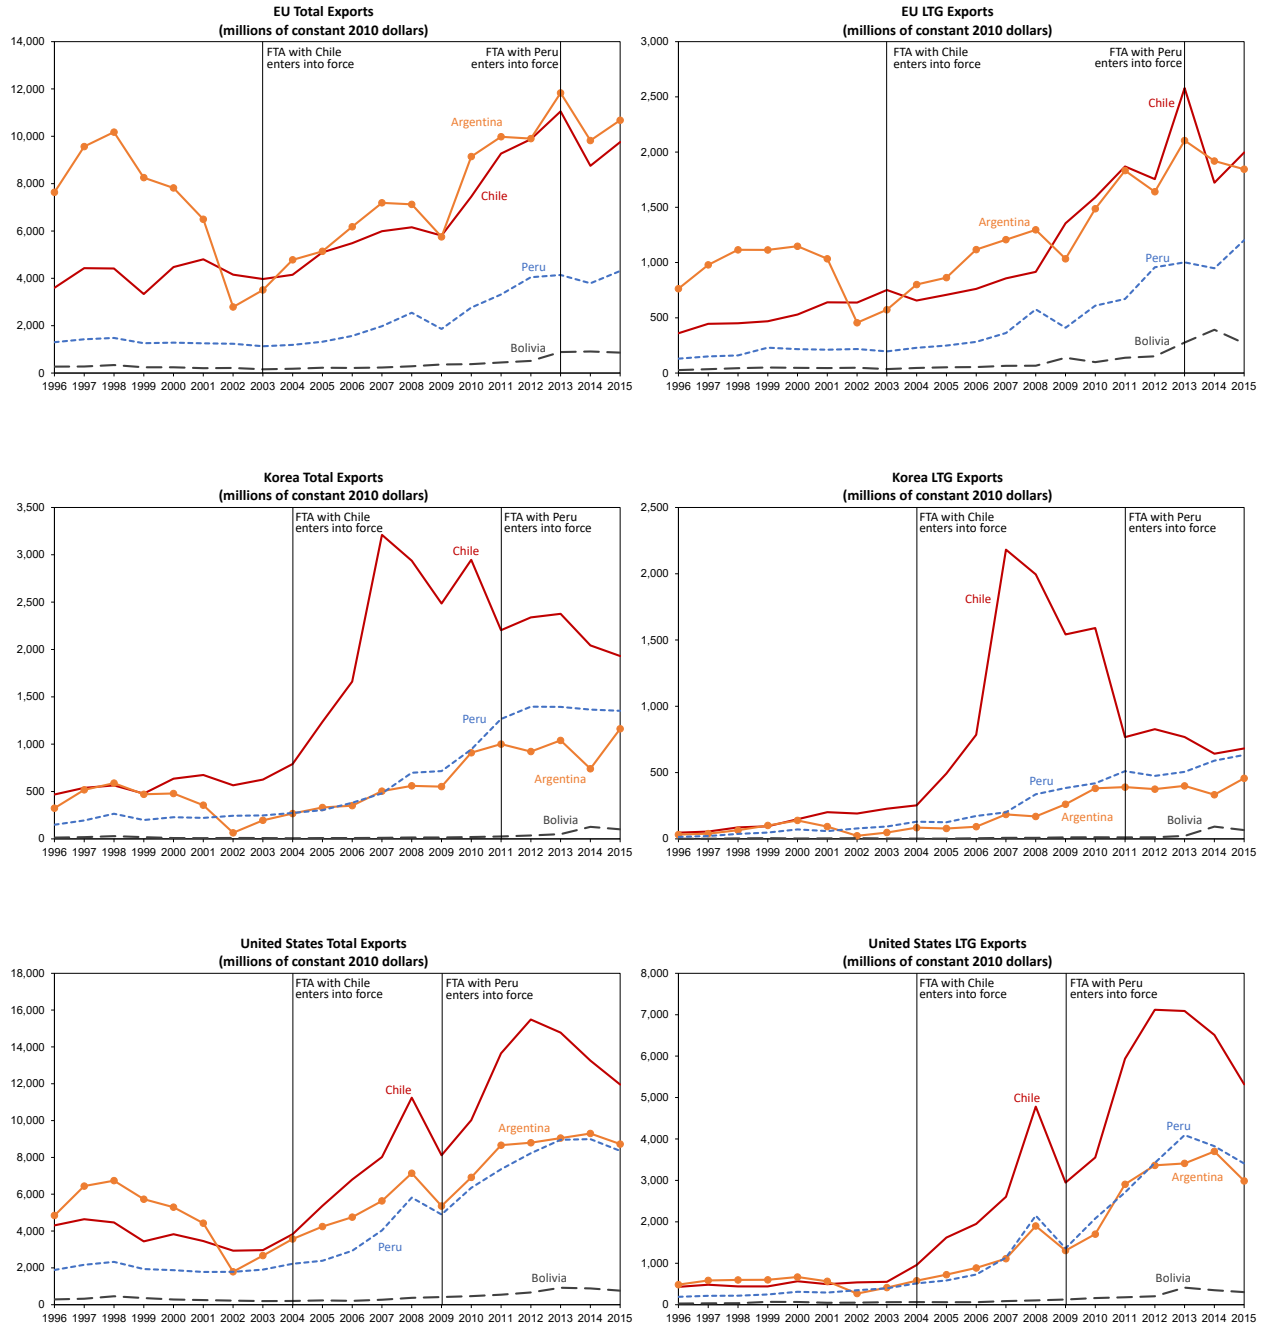 EU Total Exports
(millions of constant 2010 dollars)
14,000
12,000
10,000
8,000
6,000
4,000
2,000
0
FTA with Chile
enters into force
FTA with Peru
enters into force
Argentina
Chile
Peru
Bolivia
1996 1997 1998 1999 2000 2001 2002 2003 2004 2005 2006 2007 2008 2009 2010 2011 2012 2013 2014 2015
EU LTG Exports
(millions of constant 2010 dollars)
3,000
2,500
2,000
1,500
1,000
500
0
FTA with Chile
enters into force
FTA with Peru
enters into force
Chile
Argentina
Peru
Bolivia
1996 1997 1998 1999 2000 2001 2002 2003 2004 2005 2006 2007 2008 2009 2010 2011 2012 2013 2014 2015
Korea Total Exports
(millions of constant 2010 dollars)
3,500
3,000
2,500
2,000
1,500
1,000
500
0
FTA with Chile
enters into force
FTA with Peru
enters into force
Chile
Peru
Argentina
Bolivia
1996 1997 1998 1999 2000 2001 2002 2003 2004 2005 2006 2007 2008 2009 2010 2011 2012 2013 2014 2015
Korea LTG Exports
(millions of constant 2010 dollars)
2,500
2,000
1,500
1,000
500
0
FTA with Chile
enters into force
FTA with Peru
enters into force
Chile
Peru
Argentina
Bolivia
1996 1997 1998 1999 2000 2001 2002 2003 2004 2005 2006 2007 2008 2009 2010 2011 2012 2013 2014 2015
United States Total Exports
(millions of constant 2010 dollars)
18,000
16,000
14,000
12,000
10,000
8,000
6,000
4,000
2,000
0
FTA with Chile
enters into force
FTA with Peru
enters into force
Chile
Argentina
Peru
Bolivia
1996 1997 1998 1999 2000 2001 2002 2003 2004 2005 2006 2007 2008 2009 2010 2011 2012 2013 2014 2015
United States LTG Exports
(millions of constant 2010 dollars)
8,000
7,000
6,000
5,000
4,000
3,000
2,000
1,000
0
FTA with Chile
enters into force
FTA with Peru
enters into force
Chile
Peru
Argentina
Bolivia
1996 1997 1998 1999 2000 2001 2002 2003 2004 2005 2006 2007 2008 2009 2010 2011 2012 2013 2014 2015